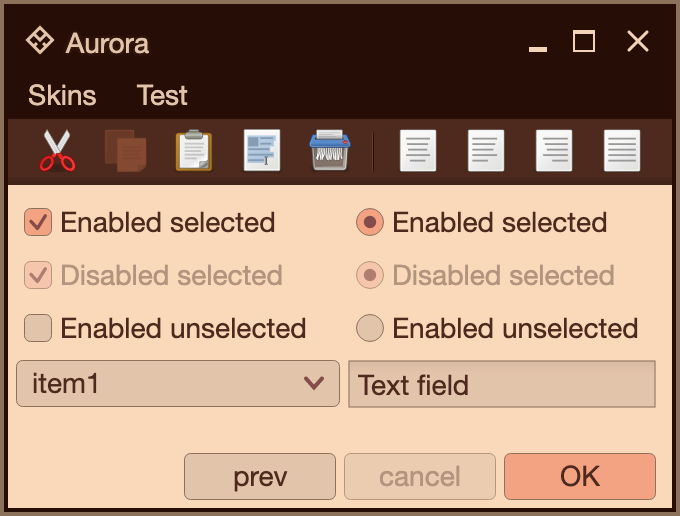 Aurora
Skins Test
Enabled selected Enabled selected
Disabled selected Disabled selected
Enabled unselected Enabled unselected
item1 Text field
prev cancel OK